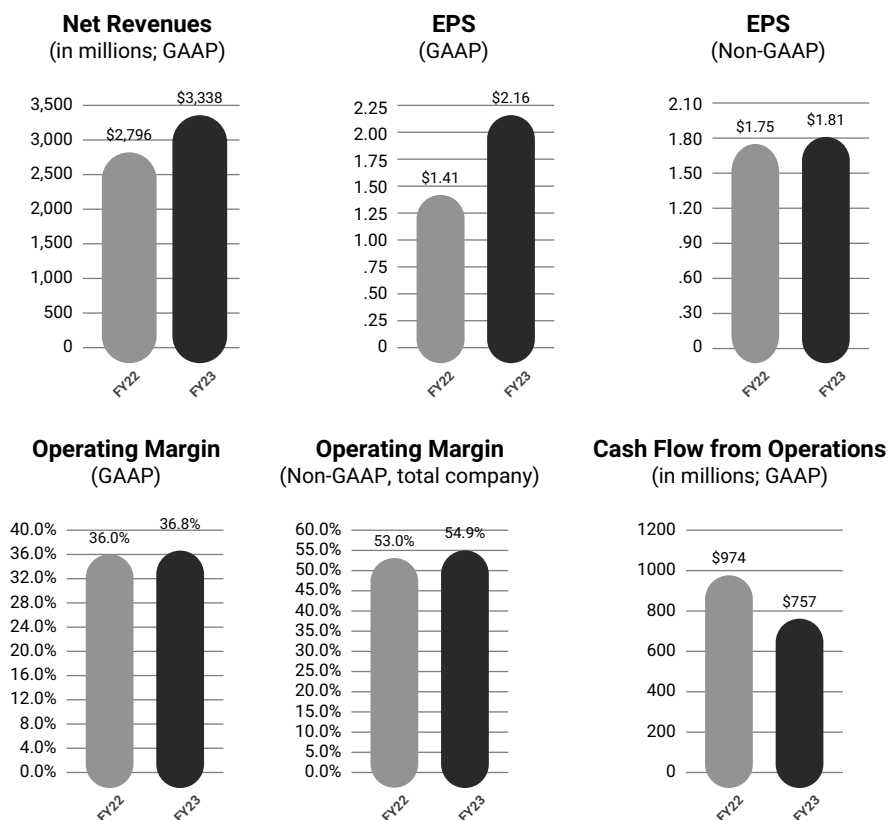 Net Revenues
(in millions; GAAP)
3,500
3,000
2,500
2,000
1,500
1,000
500
0
$2,796
$3,338
FY22
FY23
EPS
(GAAP)
2.25
2.00
1.75
1.50
1.25
1.00
.75
.50
.25
0
$1.41
$2.16
FY22
FY23
EPS
(Non-GAAP)
2.10
1.80
1.50
1.20
.90
.60
.30
0
$1.75
$1.81
FY22
FY23
Operating Margin
(GAAP)
40.0%
36.0%
32.0%
28.0%
24.0%
20.0%
16.0%
12.0%
8.0%
4.0%
0.0%
36.0%
36.8%
FY22
FY23
Operating Margin
(Non-GAAP, total company)
60.0%
55.0%
50.0%
45.0%
40.0%
35.0%
30.0%
25.0%
20.0%
15.0%
10.0%
5.0%
0.0%
53.0%
54.9%
FY22
FY23
Cash Flow from Operations
(in millions; GAAP)
1200
1000
800
600
400
200
0
$974
$757
FY22
FY23